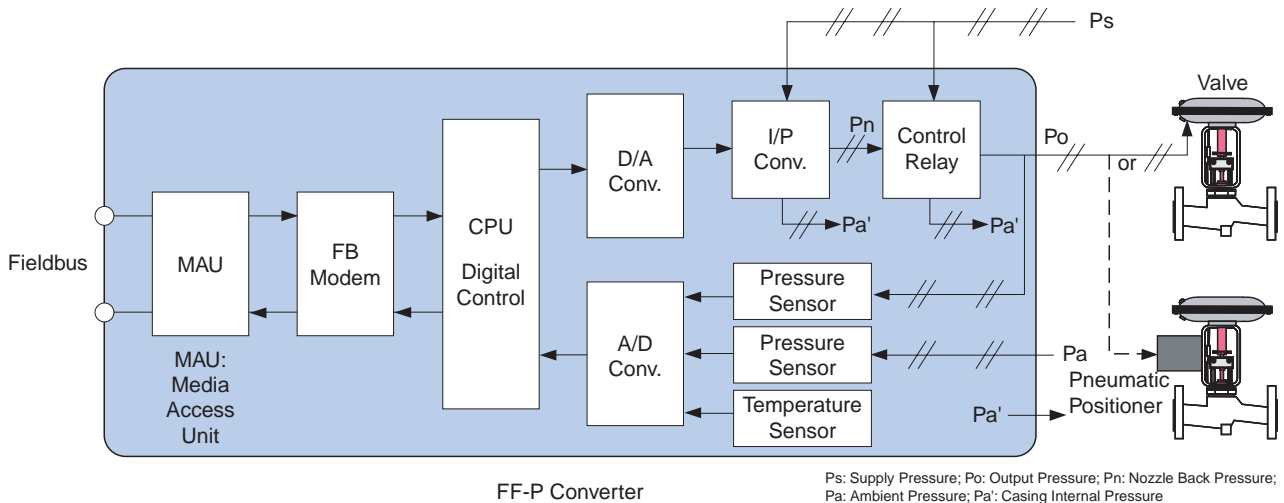 Ps
Valve
I/P
Conv.
Pn
Control
Relay
Po
or
D/A
Conv.
Pa'
Pa'
Fieldbus
MAU
FB
Modem
CPU
Digital
Control
Pressure
Sensor
A/D
Conv.
Pressure
Sensor
Pa
Pneumatic
Positioner
Temperature
Sensor
Pa'
MAU:
Media
Access
Unit
FF-P Converter
Ps: Supply Pressure; Po: Output Pressure; Pn: Nozzle Back Pressure;
Pa: Ambient Pressure; Pa': Casing Internal Pressure